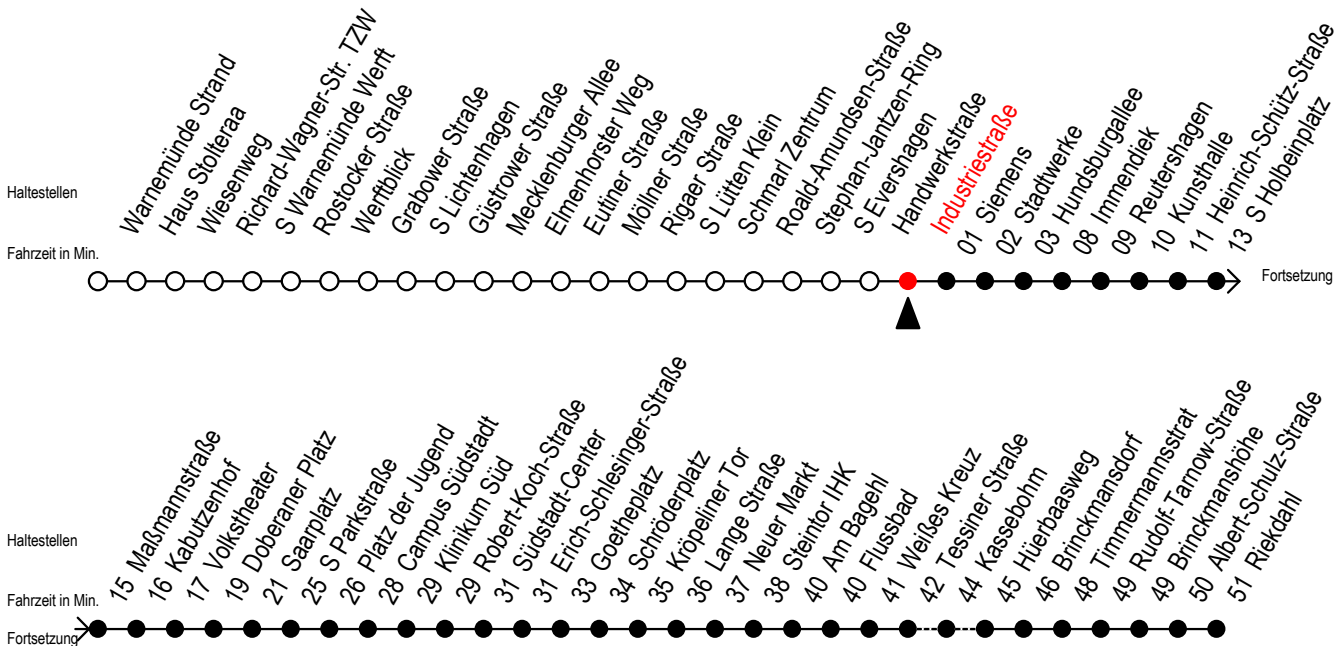 Haltestellen
Warnemünde Strand
Haus Stolteraa
Wiesenweg
Richard-Wagner-Str. TZW
S Warnemünde Werft
Rostocker Straße
Werftblick
Grabower Straße
S Lichtenhagen
Güstrower Straße
Mecklenburger Allee
Elmenhorster Weg
Eutiner Straße
Möllner Straße
Rigaer Straße
S Lütten Klein
Schmarl Zentrum
Roald-Amundsen-Straße
Stephan-Jantzen-Ring
S Evershagen
Handwerkstraße
Industriestraße
01 Siemens
02 Stadtwerke
03 Hundsburgallee
08 Immendiek
09 Reutershagen
10 Kunsthalle
11 Heinrich-Schütz-Straße
13 S Holbeinplatz
Fahrzeit in Min.
Fortsetzung
Haltestellen
15 Maßmannstraße
16 Kabutzenhof
17 Volkstheater
19 Doberaner Platz
21 Saarplatz
25 S Parkstraße
26 Platz der Jugend
28 Campus Südstadt
29 Klinikum Süd
29 Robert-Koch-Straße
31 Südstadt-Center
31 Erich-Schlesinger-Straße
33 Goetheplatz
34 Schröderplatz
35 Kröpeliner Tor
36 Lange Straße
37 Neuer Markt
38 Steintor IHK
40 Am Bagehl
40 Flussbad
41 Weißes Kreuz
42 Tessiner Straße
44 Kassebohm
45 Hüerbaasweg
46 Brinckmansdorf
48 Timmermannsstrat
49 Rudolf-Tarnow-Straße
49 Brinckmanshöhe
50 Albert-Schulz-Straße
51 Riekdahl
Fahrzeit in Min.
Fortsetzung